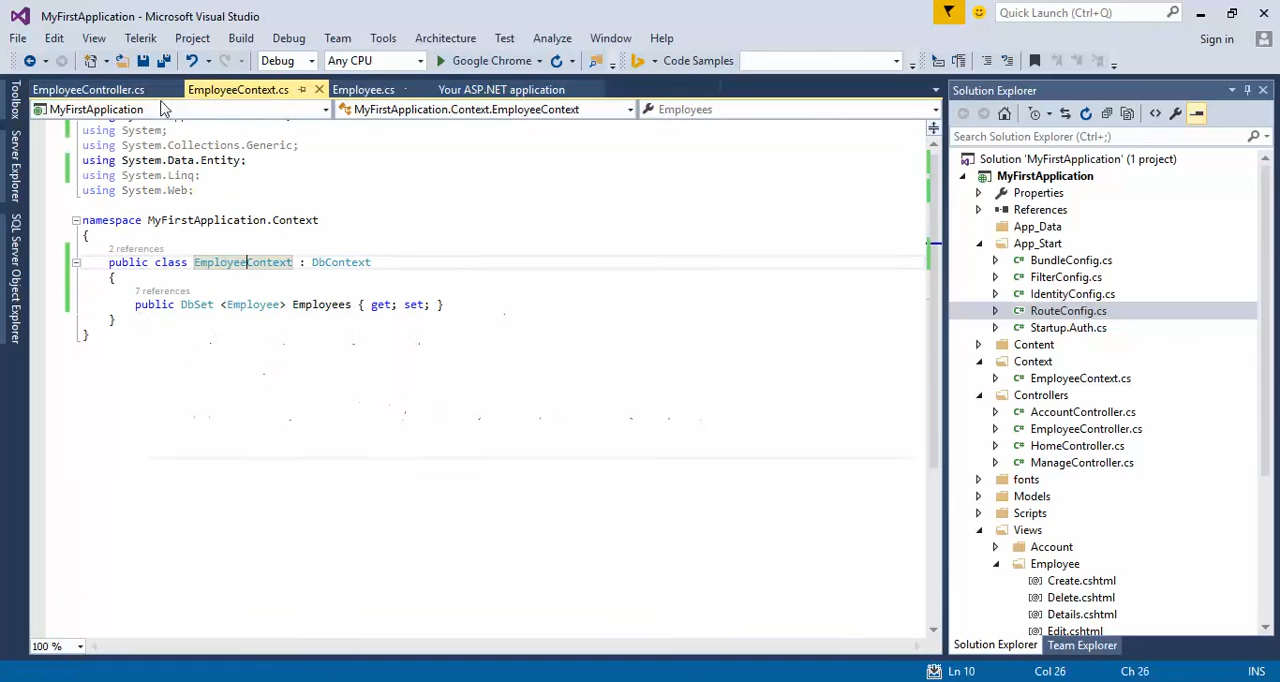 MyFirstApplication - Microsoft Visual Studio
Quick Launch (Ctrl+Q)
File Edit View Telerik Project Build Debug Team Tools Architecture Test Analyze Window Help
Sign in
Debug Any CPU Google Chrome Code Samples
EmployeeController.cs EmployeeContext.cs Employee.cs Your ASP.NET application
MyFirstApplication MyFirstApplication.Context.EmployeeContext Employees
using System;
using System.Collections.Generic;
using System.Data.Entity;
using System.Linq;
using System.Web;
namespace MyFirstApplication.Context
{
2 references
public class EmployeeContext : DbContext
{
7 references
public DbSet <Employee> Employees { get; set; }
}
}
100 %
Toolbox
Server Explorer
SQL Server Object Explorer
Solution Explorer
Search Solution Explorer (Ctrl+;)
Solution 'MyFirstApplication' (1 project)
MyFirstApplication
Properties
References
App_Data
App_Start
BundleConfig.cs
FilterConfig.cs
IdentityConfig.cs
RouteConfig.cs
Startup.Auth.cs
Content
Context
EmployeeContext.cs
Controllers
AccountController.cs
EmployeeController.cs
HomeController.cs
ManageController.cs
fonts
Models
Scripts
Views
Account
Employee
Create.cshtml
Delete.cshtml
Details.cshtml
Edit.cshtml
Solution Explorer Team Explorer
Ln 10 Col 26 Ch 26 INS